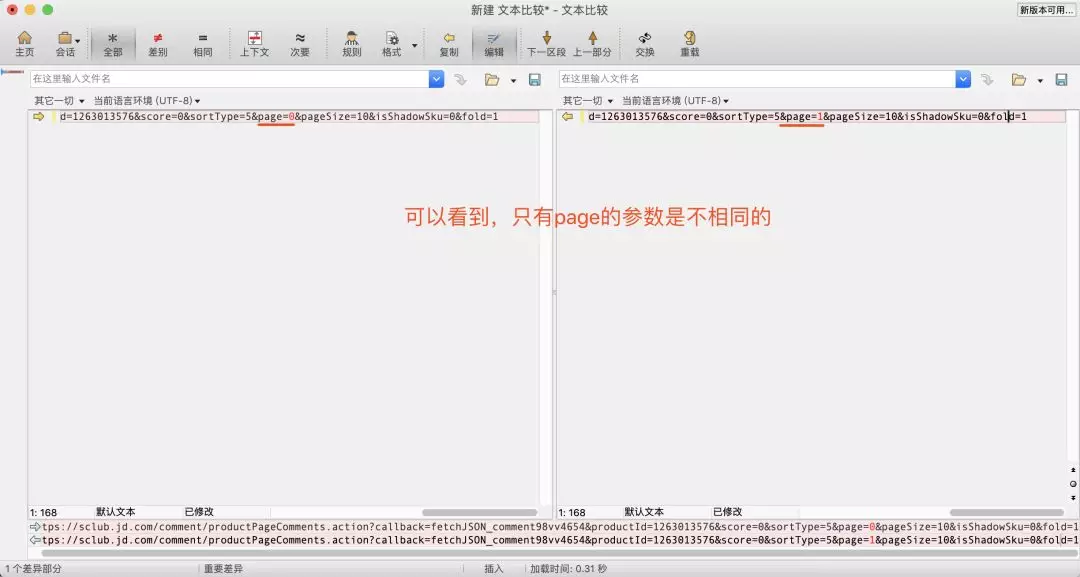 新建 文本比较* - 文本比较
新版本可用...
主页 会话 全部 差别 相同 上下文 次要 规则 格式 复制 编辑 下一区段 上一部分 交换 重载
在这里输入文件名 在这里输入文件名
其它一切 当前语言环境 (UTF-8) 其它一切 当前语言环境 (UTF-8)
d=1263013576&score=0&sortType=5&page=0&pageSize=10&isShadowSku=0&fold=1 d=1263013576&score=0&sortType=5&page=1&pageSize=10&isShadowSku=0&fold=1
可以看到，只有page的参数是不相同的
1: 168 默认文本 已修改 1: 168 默认文本 已修改
tps://sclub.jd.com/comment/productPageComments.action?callback=fetchJSON_comment98vv4654&productId=1263013576&score=0&sortType=5&page=0&pageSize=10&isShadowSku=0&fold=1
tps://sclub.jd.com/comment/productPageComments.action?callback=fetchJSON_comment98vv4654&productId=1263013576&score=0&sortType=5&page=1&pageSize=10&isShadowSku=0&fold=1
1 个差异部分 重要差异 插入 加载时间: 0.31 秒